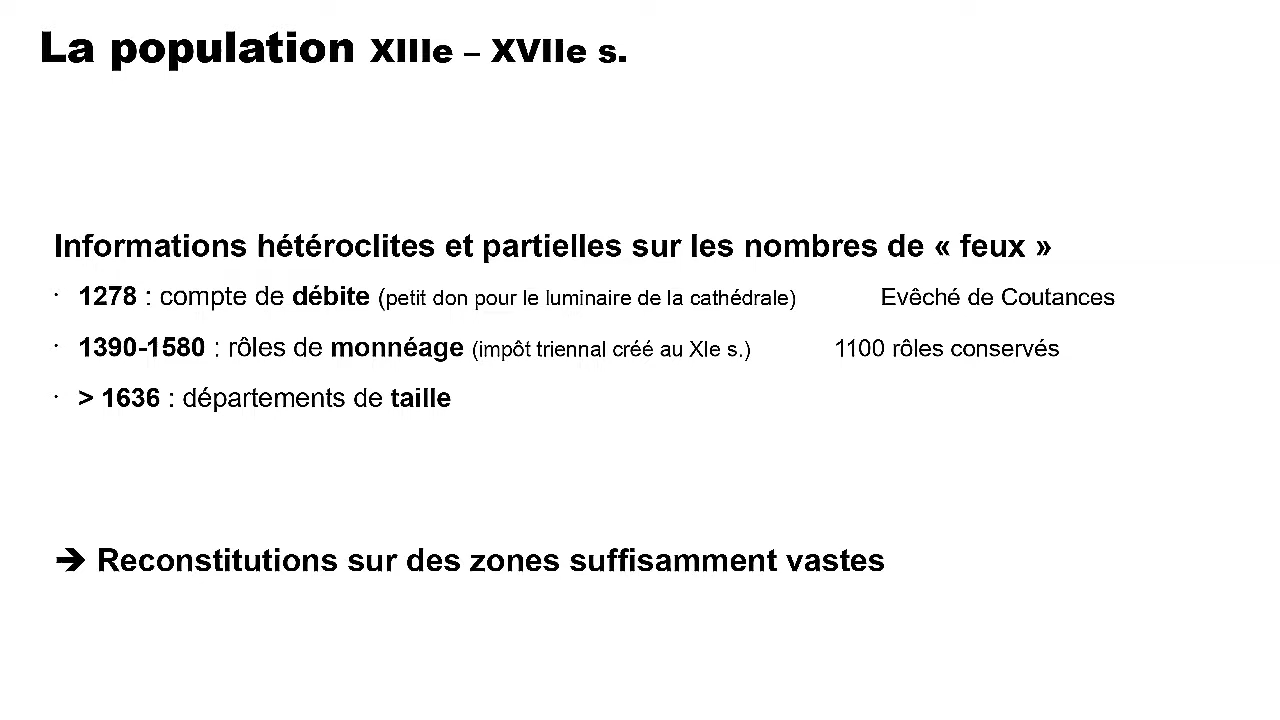 La population XIIIe – XVIIe s.
Informations hétéroclites et partielles sur les nombres de « feux »
· 1278 : compte de débite (petit don pour le luminaire de la cathédrale) Evêché de Coutances
· 1390-1580 : rôles de monnéage (impôt triennal créé au XIe s.) 1100 rôles conservés
· > 1636 : départements de taille
➔ Reconstitutions sur des zones suffisamment vastes